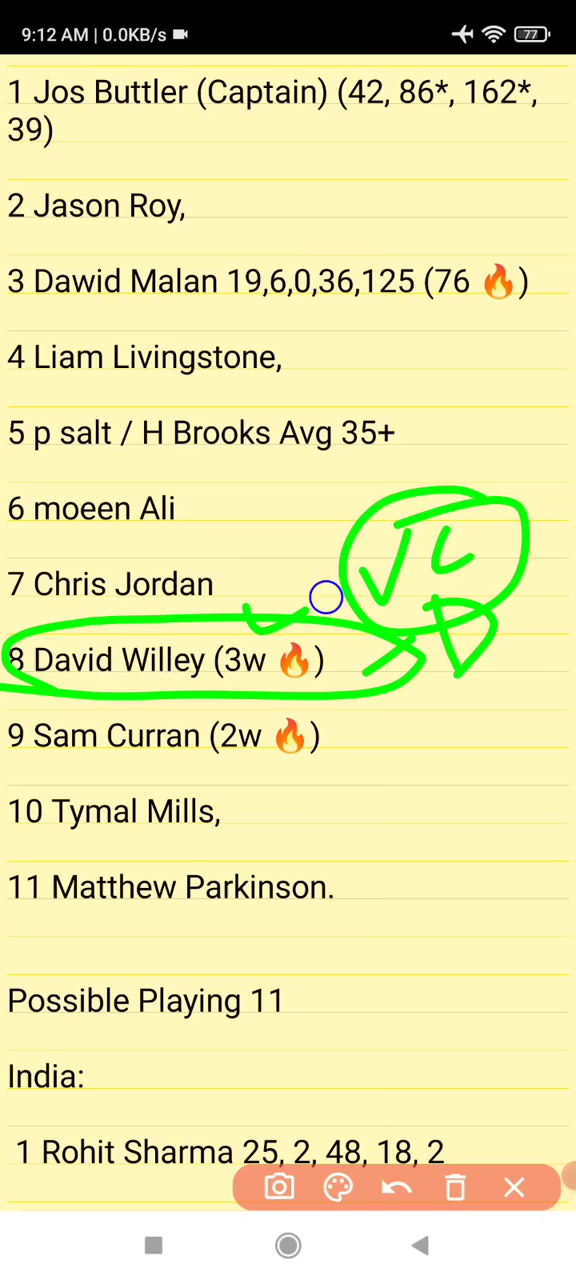 9:12 AM | 0.0KB/s
77
1 Jos Buttler (Captain) (42, 86*, 162*,
39)
2 Jason Roy,
3 Dawid Malan 19,6,0,36,125 (76 🔥)
4 Liam Livingstone,
5 p salt / H Brooks Avg 35+
6 moeen Ali
VC
7 Chris Jordan
8 David Willey (3w 🔥)
9 Sam Curran (2w 🔥)
10 Tymal Mills,
11 Matthew Parkinson.
Possible Playing 11
India:
1 Rohit Sharma 25, 2, 48, 18, 2